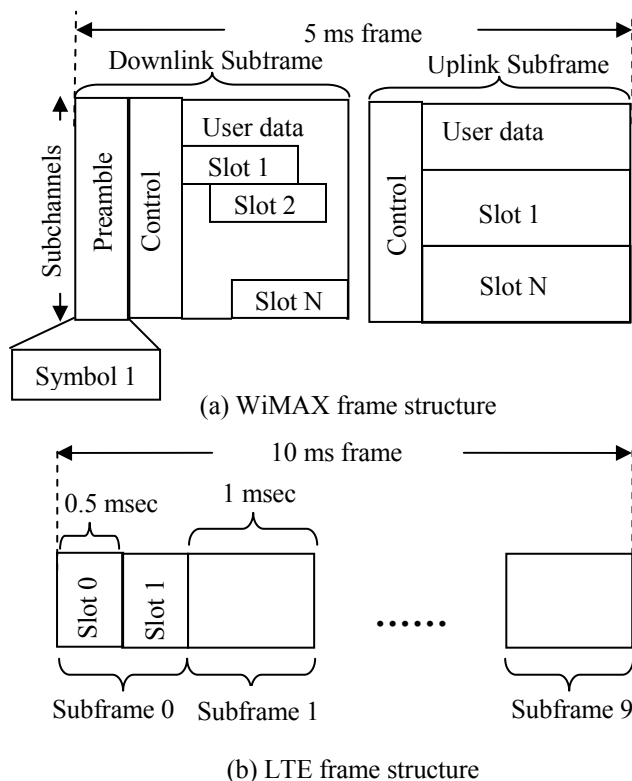 5 ms frame
Downlink Subframe
Uplink Subframe
Subchannels
Preamble
Control
User data
Slot 1
Slot 2
Slot N
Control
User data
Slot 1
Slot N
Symbol 1
(a) WiMAX frame structure
10 ms frame
0.5 msec
1 msec
Slot 0
Slot 1
......
Subframe 0
Subframe 1
Subframe 9
(b) LTE frame structure